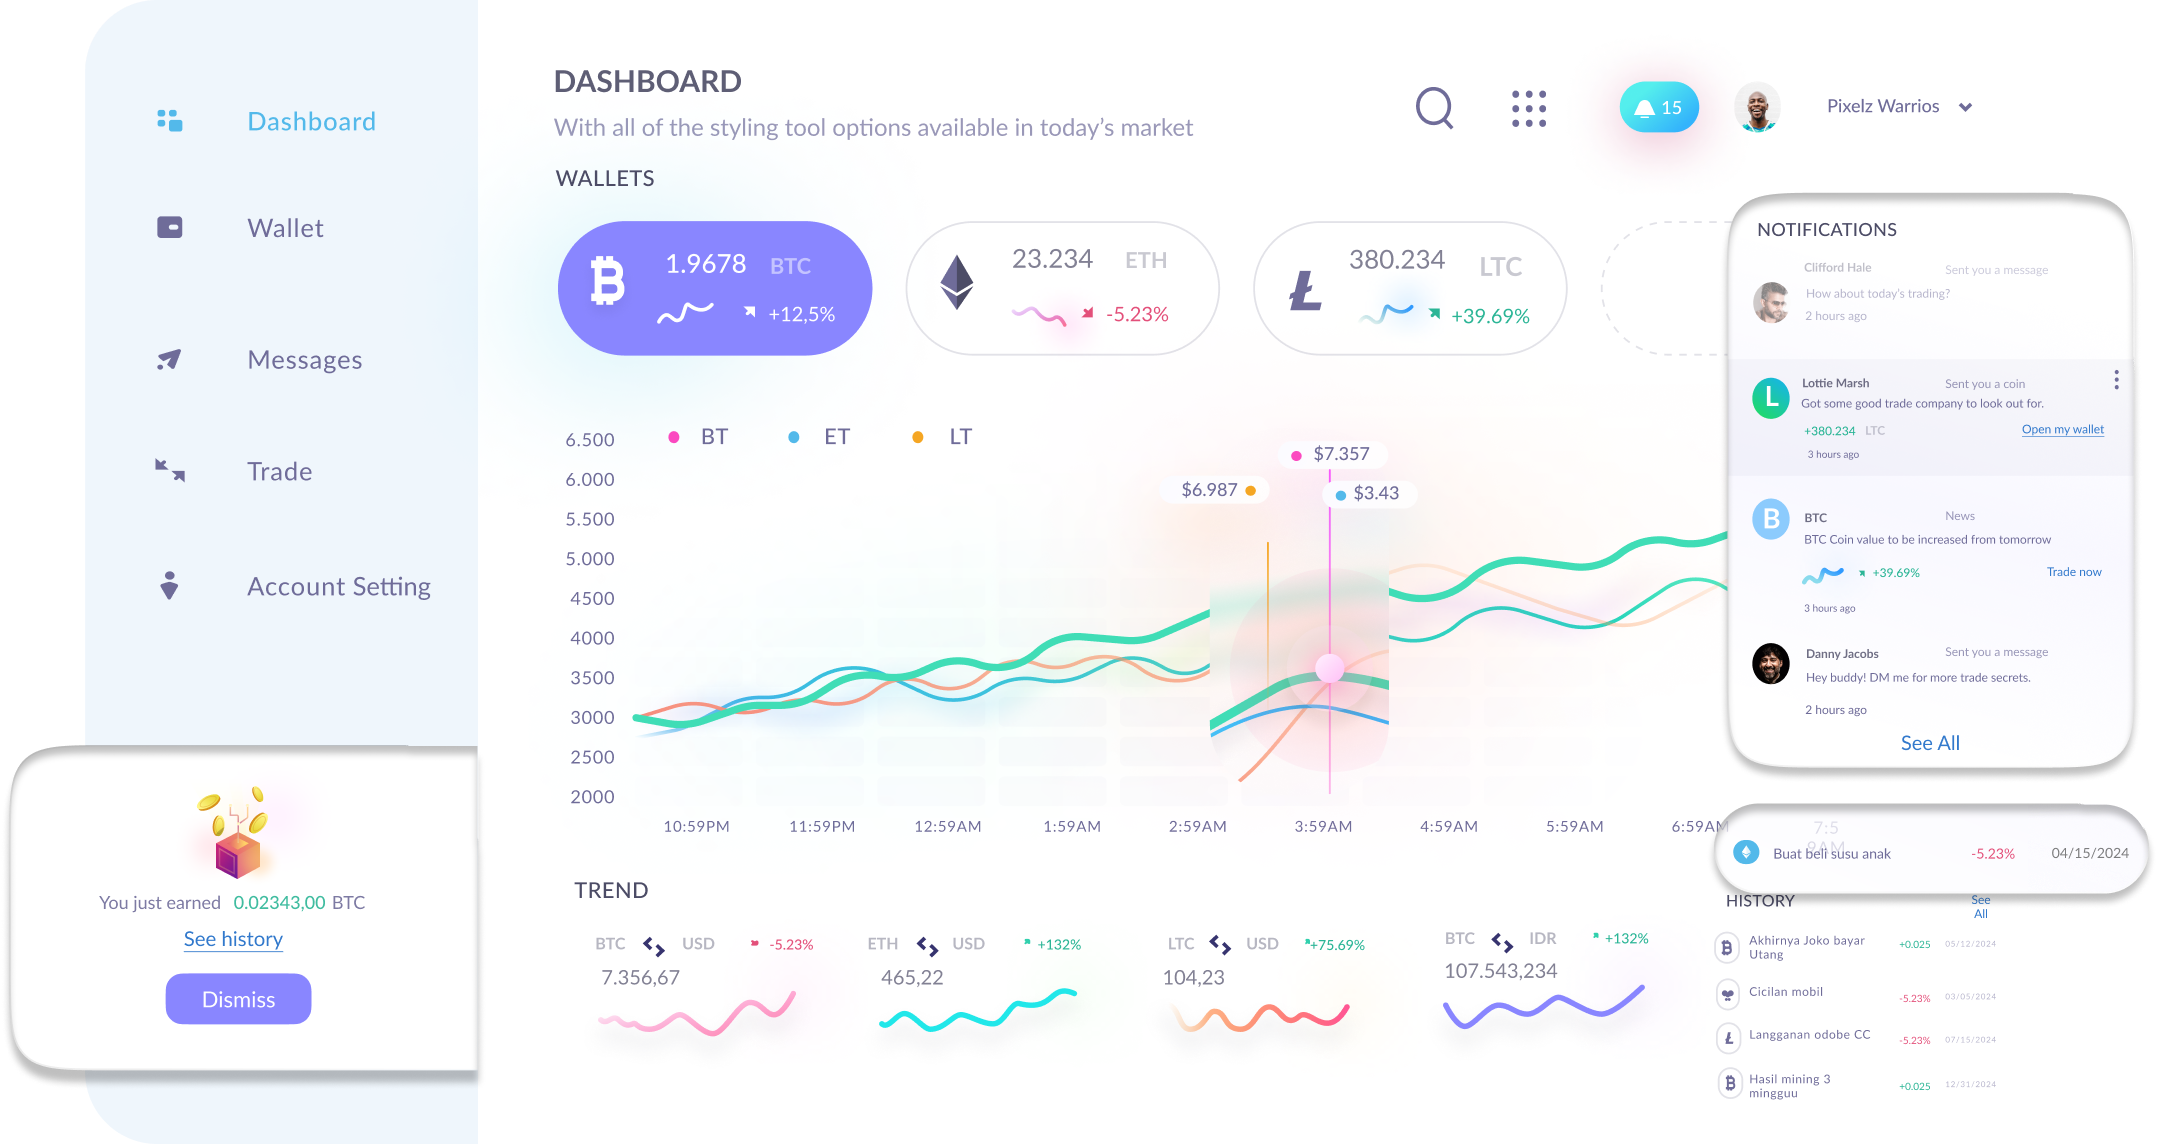 Dashboard
Wallet
Messages
Trade
Account Setting
You just earned 0.02343,00 BTC
See history
Dismiss
DASHBOARD
With all of the styling tool options available in today's market
15
Pixelz Warrios
WALLETS
1.9678 BTC
+12,5%
23.234 ETH
-5.23%
380.234 LTC
+39.69%
BT ET LT
$7.357
$6.987
$3.43
6.500
6.000
5.500
5.000
4500
4000
3500
3000
2500
2000
10:59PM 11:59PM 12:59AM 1:59AM 2:59AM 3:59AM 4:59AM 5:59AM 6:59AM 7:5
9AM
NOTIFICATIONS
Clifford Hale Sent you a message
How about today's trading?
2 hours ago
L
Lottie Marsh Sent you a coin
Got some good trade company to look out for.
+380.234 LTC Open my wallet
3 hours ago
B
BTC News
BTC Coin value to be increased from tomorrow
+39.69% Trade now
3 hours ago
Danny Jacobs Sent you a message
Hey buddy! DM me for more trade secrets.
2 hours ago
See All
Buat beli susu anak -5.23% 04/15/2024
TREND
BTC USD -5.23%
7.356,67
ETH USD +132%
465,22
LTC USD +75.69%
104,23
BTC IDR +132%
107.543,234
HISTORY See
All
Akhirnya Joko bayar
Utang +0.025 05/12/2024
Cicilan mobil -5.23% 03/05/2024
Langganan odobe CC -5.23% 07/15/2024
Hasil mining 3
mingguu +0.025 12/31/2024